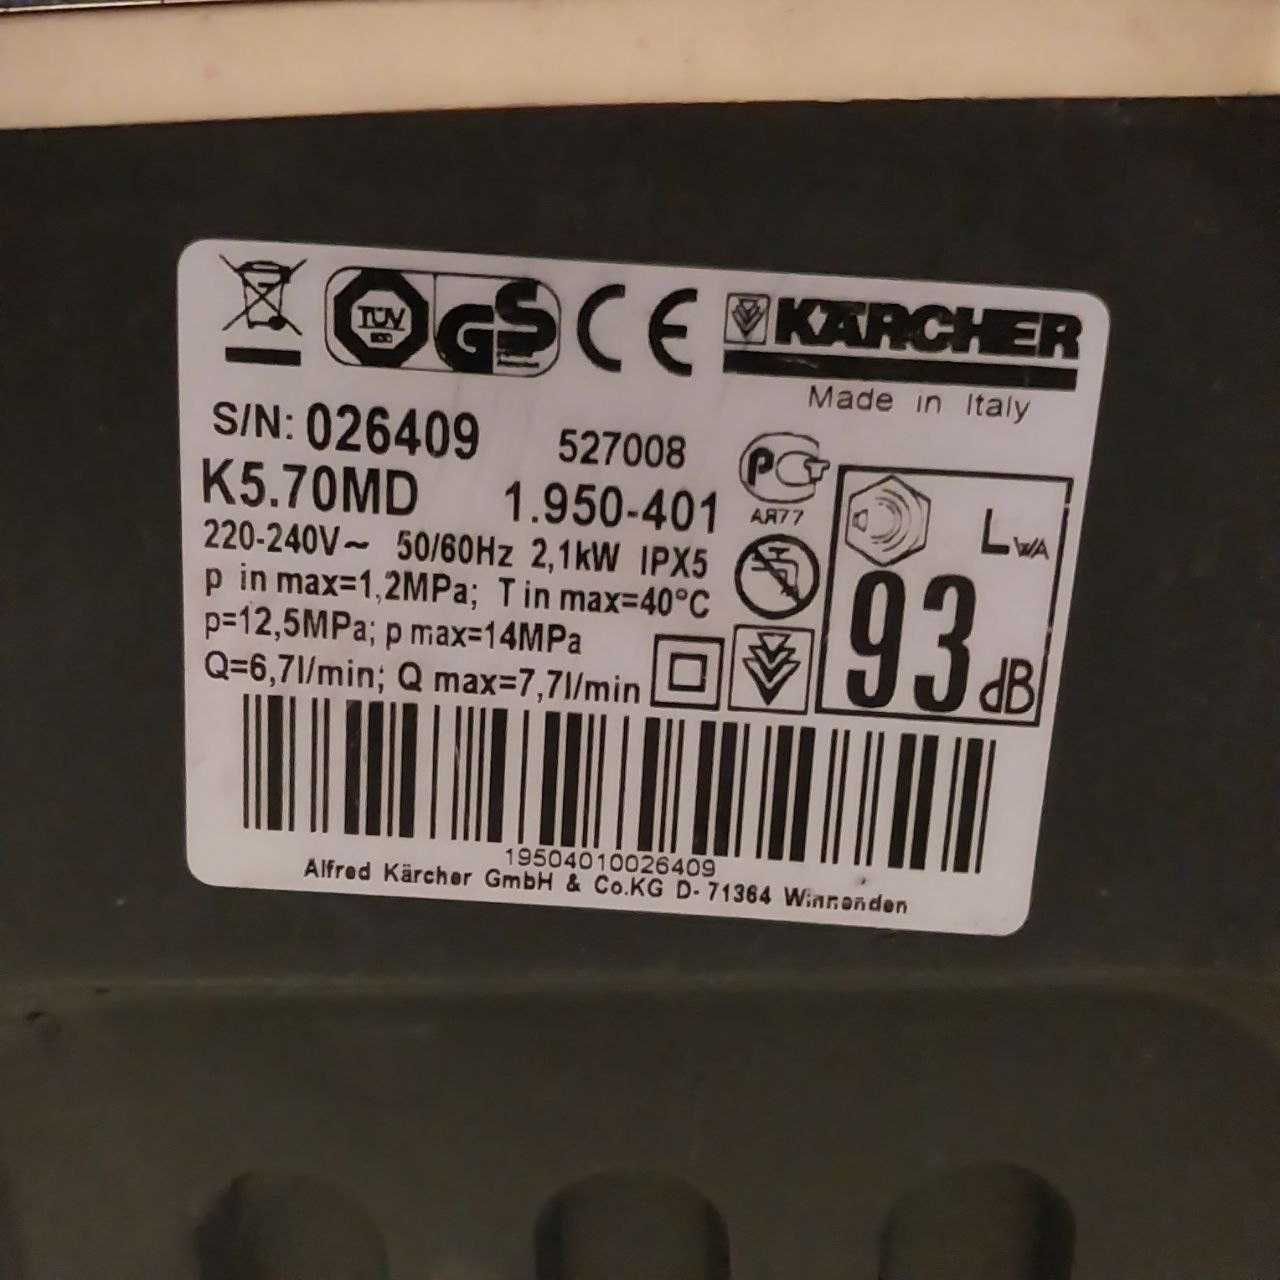 TÜV GS CE KÄRCHER
Made in Italy
S/N: 026409 527008
K5.70MD 1.950-401
АЯ77
220-240V~ 50/60Hz 2,1kW IPX5
p in max=1,2MPa; T in max=40°C
p=12,5MPa; p max=14MPa
Q=6,7l/min; Q max=7,7l/min
LWA
93 dB
19504010026409
Alfred Kärcher GmbH & Co.KG D-71364 Winnenden